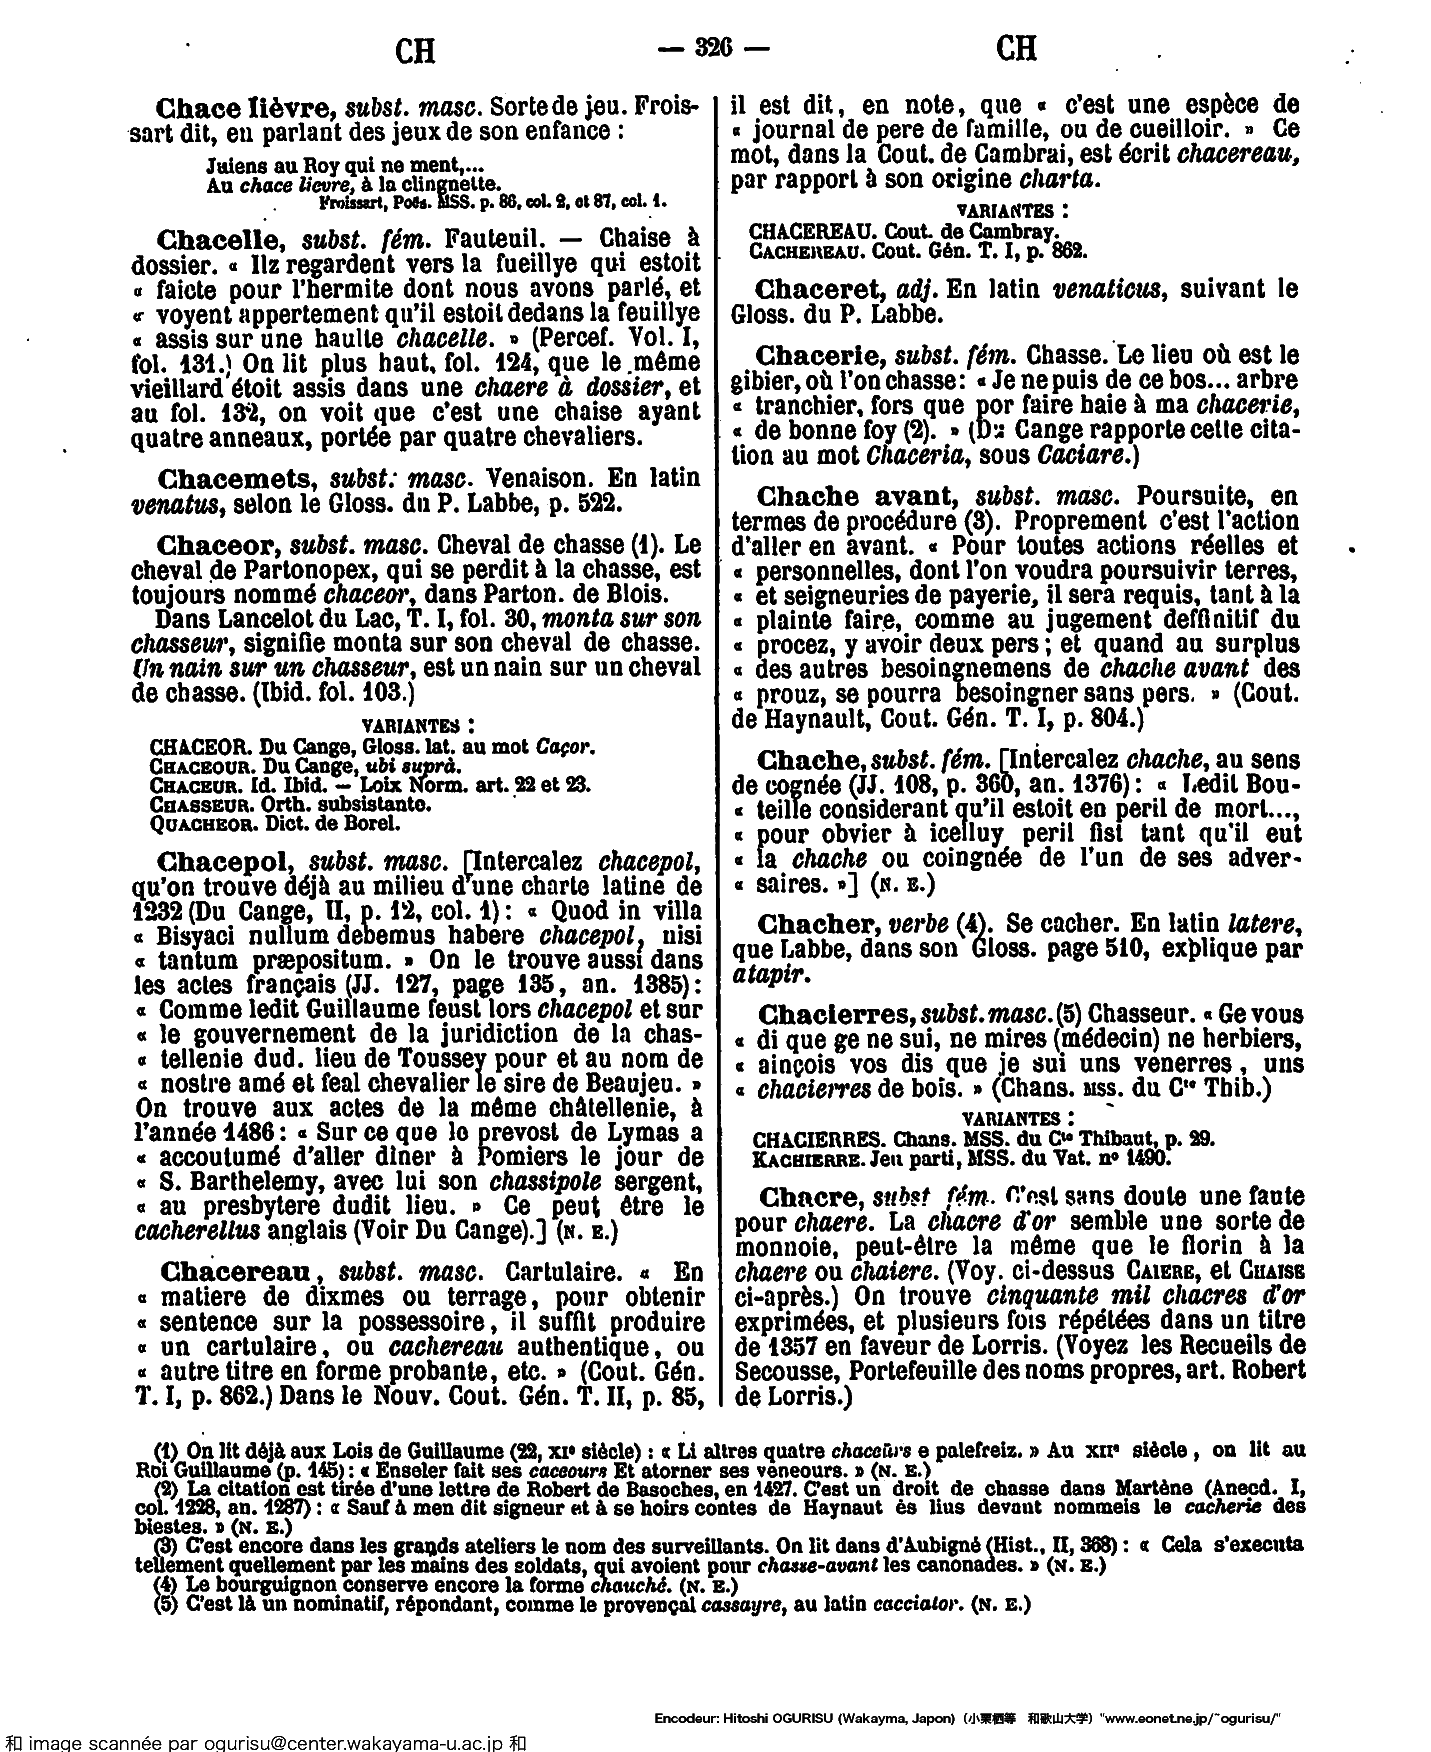 CH — 326 — CH
Chace lièvre, subst. masc. Sorte de jeu. Frois-
sart dit, en parlant des jeux de son enfance :
Juiens au Roy qui ne ment,...
Au chace lievre, à la clingnette.
Froissart, Poës. MSS. p. 86, col. 2, et 87, col. 1.
Chacelle, subst. fém. Fauteuil. — Chaise à
dossier. « Ilz regardent vers la fueillye qui estoit
« faicte pour l'hermite dont nous avons parlé, et
« voyent appertement qu'il estoit dedans la feuillye
« assis sur une haulte chacelle. » (Percef. Vol. I,
fol. 131.) On lit plus haut, fol. 124, que le même
vieillard étoit assis dans une chaere à dossier, et
au fol. 132, on voit que c'est une chaise ayant
quatre anneaux, portée par quatre chevaliers.
Chacemets, subst. masc. Venaison. En latin
venatus, selon le Gloss. du P. Labbe, p. 522.
Chaceor, subst. masc. Cheval de chasse (1). Le
cheval de Partonopex, qui se perdit à la chasse, est
toujours nommé chaceor, dans Parton. de Blois.
Dans Lancelot du Lac, T. I, fol. 30, monta sur son
chasseur, signifie monta sur son cheval de chasse.
Un nain sur un chasseur, est un nain sur un cheval
de chasse. (Ibid. fol. 103.)
VARIANTES :
CHACEOR. Du Cange, Gloss. lat. au mot Caçor.
CHACEOUR. Du Cange, ubi suprà.
CHACEUR. Id. Ibid. — Loix Norm. art. 22 et 23.
CHASSEUR. Orth. subsistante.
QUACHEOR. Dict. de Borel.
Chacepol, subst. masc. [Intercalez chacepol,
qu'on trouve déjà au milieu d'une charte latine de
1232 (Du Cange, II, p. 12, col. 1) : « Quod in villa
« Bisyaci nullum debemus habere chacepol, nisi
« tantum præpositum. » On le trouve aussi dans
les actes français (JJ. 127, page 135, an. 1385) :
« Comme ledit Guillaume feust lors chacepol et sur
« le gouvernement de la juridiction de la chas-
« tellenie dud. lieu de Toussey pour et au nom de
« nostre amé et feal chevalier le sire de Beaujeu. »
On trouve aux actes de la même châtellenie, à
l'année 1486 : « Sur ce que le prevost de Lymas a
« accoutumé d'aller diner à Pomiers le jour de
« S. Barthelemy, avec lui son chassipole sergent,
« au presbytere dudit lieu. » Ce peut être le
cacherellus anglais (Voir Du Cange).] (N. E.)
Chacereau, subst. masc. Cartulaire. « En
« matiere de dixmes ou terrage, pour obtenir
« sentence sur la possessoire, il suffit produire
« un cartulaire, ou cachereau authentique, ou
« autre titre en forme probante, etc. » (Cout. Gén.
T. I, p. 862.) Dans le Nouv. Cout. Gén. T. II, p. 85,
il est dit, en note, que « c'est une espèce de
« journal de pere de famille, ou de cueilloir. » Ce
mot, dans la Cout. de Cambrai, est écrit chacereau,
par rapport à son origine charta.
VARIANTES :
CHACEREAU. Cout. de Cambray.
CACHEREAU. Cout. Gén. T. I, p. 862.
Chaceret, adj. En latin venaticus, suivant le
Gloss. du P. Labbe.
Chacerie, subst. fém. Chasse. Le lieu où est le
gibier, où l'on chasse : « Je ne puis de ce bos... arbre
« tranchier, fors que por faire haie à ma chacerie,
« de bonne foy (2). » (Du Cange rapporte cette cita-
tion au mot Chaceria, sous Caciare.)
Chache avant, subst. masc. Poursuite, en
termes de procédure (3). Proprement c'est l'action
d'aller en avant. « Pour toutes actions réelles et
« personnelles, dont l'on voudra poursuivir terres,
« et seigneuries de payerie, il sera requis, tant à la
« plainte faire, comme au jugement deffinitif du
« procez, y avoir deux pers ; et quand au surplus
« des autres besoingnemens de chache avant des
« prouz, se pourra besoingner sans pers. » (Cout.
de Haynault, Cout. Gén. T. I, p. 804.)
Chache, subst. fém. [Intercalez chache, au sens
de cognée (JJ. 108, p. 360, an. 1376) : « Ledit Bou-
« teille considerant qu'il estoit en peril de mort...,
« pour obvier à icelluy peril fist tant qu'il eut
« la chache ou coingnée de l'un de ses adver-
« saires. »] (N. E.)
Chacher, verbe (4). Se cacher. En latin latere,
que Labbe, dans son Gloss. page 510, explique par
atapir.
Chacierres, subst. masc. (5) Chasseur. « Ge vous
« di que ge ne sui, ne mires (médecin) ne herbiers,
« ainçois vos dis que je sui uns venerres, uns
« chacierres de bois. » (Chans. MSS. du Cte Thib.)
VARIANTES :
CHACIERRES. Chans. MSS. du Cte Thibaut, p. 29.
KACHIERRE. Jeu parti, MSS. du Vat. nº 1490.
Chacre, subst fém. C'est sans doute une faute
pour chaere. La chacre d'or semble une sorte de
monnoie, peut-être la même que le florin à la
chaere ou chaiere. (Voy. ci-dessus CAIERE, et CHAISE
ci-après.) On trouve cinquante mil chacres d'or
exprimées, et plusieurs fois répétées dans un titre
de 1357 en faveur de Lorris. (Voyez les Recueils de
Secousse, Portefeuille des noms propres, art. Robert
de Lorris.)
(1) On lit déjà aux Lois de Guillaume (22, XIe siècle) : « Li altres quatre chaceürs e palefreiz. » Au XIIe siècle, on lit au
Roi Guillaume (p. 145) : « Enseler fait ses caceours Et atorner ses veneours. » (N. E.)
(2) La citation est tirée d'une lettre de Robert de Basoches, en 1427. C'est un droit de chasse dans Martène (Anecd. I,
col. 1228, an. 1287) : « Sauf à men dit signeur et à se hoirs contes de Haynaut ès lius devant nommeis le cacherie des
biestes. » (N. E.)
(3) C'est encore dans les grands ateliers le nom des surveillants. On lit dans d'Aubigné (Hist., II, 368) : « Cela s'executa
tellement quellement par les mains des soldats, qui avoient pour chasse-avant les canonades. » (N. E.)
(4) Le bourguignon conserve encore la forme chauché. (N. E.)
(5) C'est là un nominatif, répondant, comme le provençal cassayre, au latin cacciator. (N. E.)
Encodeur: Hitoshi OGURISU (Wakayma, Japon) (小栗栖等 和歌山大学) "www.eonet.ne.jp/~ogurisu/"
和 image scannée par ogurisu@center.wakayama-u.ac.jp 和